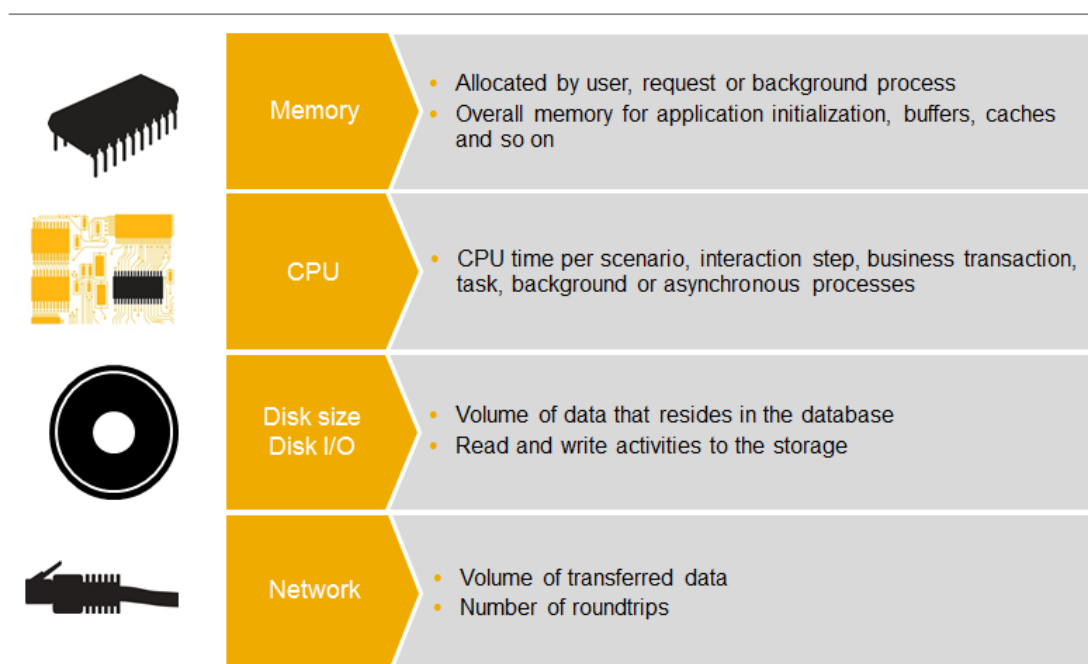 Memory
• Allocated by user, request or background process
• Overall memory for application initialization, buffers, caches
and so on
CPU
• CPU time per scenario, interaction step, business transaction,
task, background or asynchronous processes
Disk size
Disk I/O
• Volume of data that resides in the database
• Read and write activities to the storage
Network
• Volume of transferred data
• Number of roundtrips